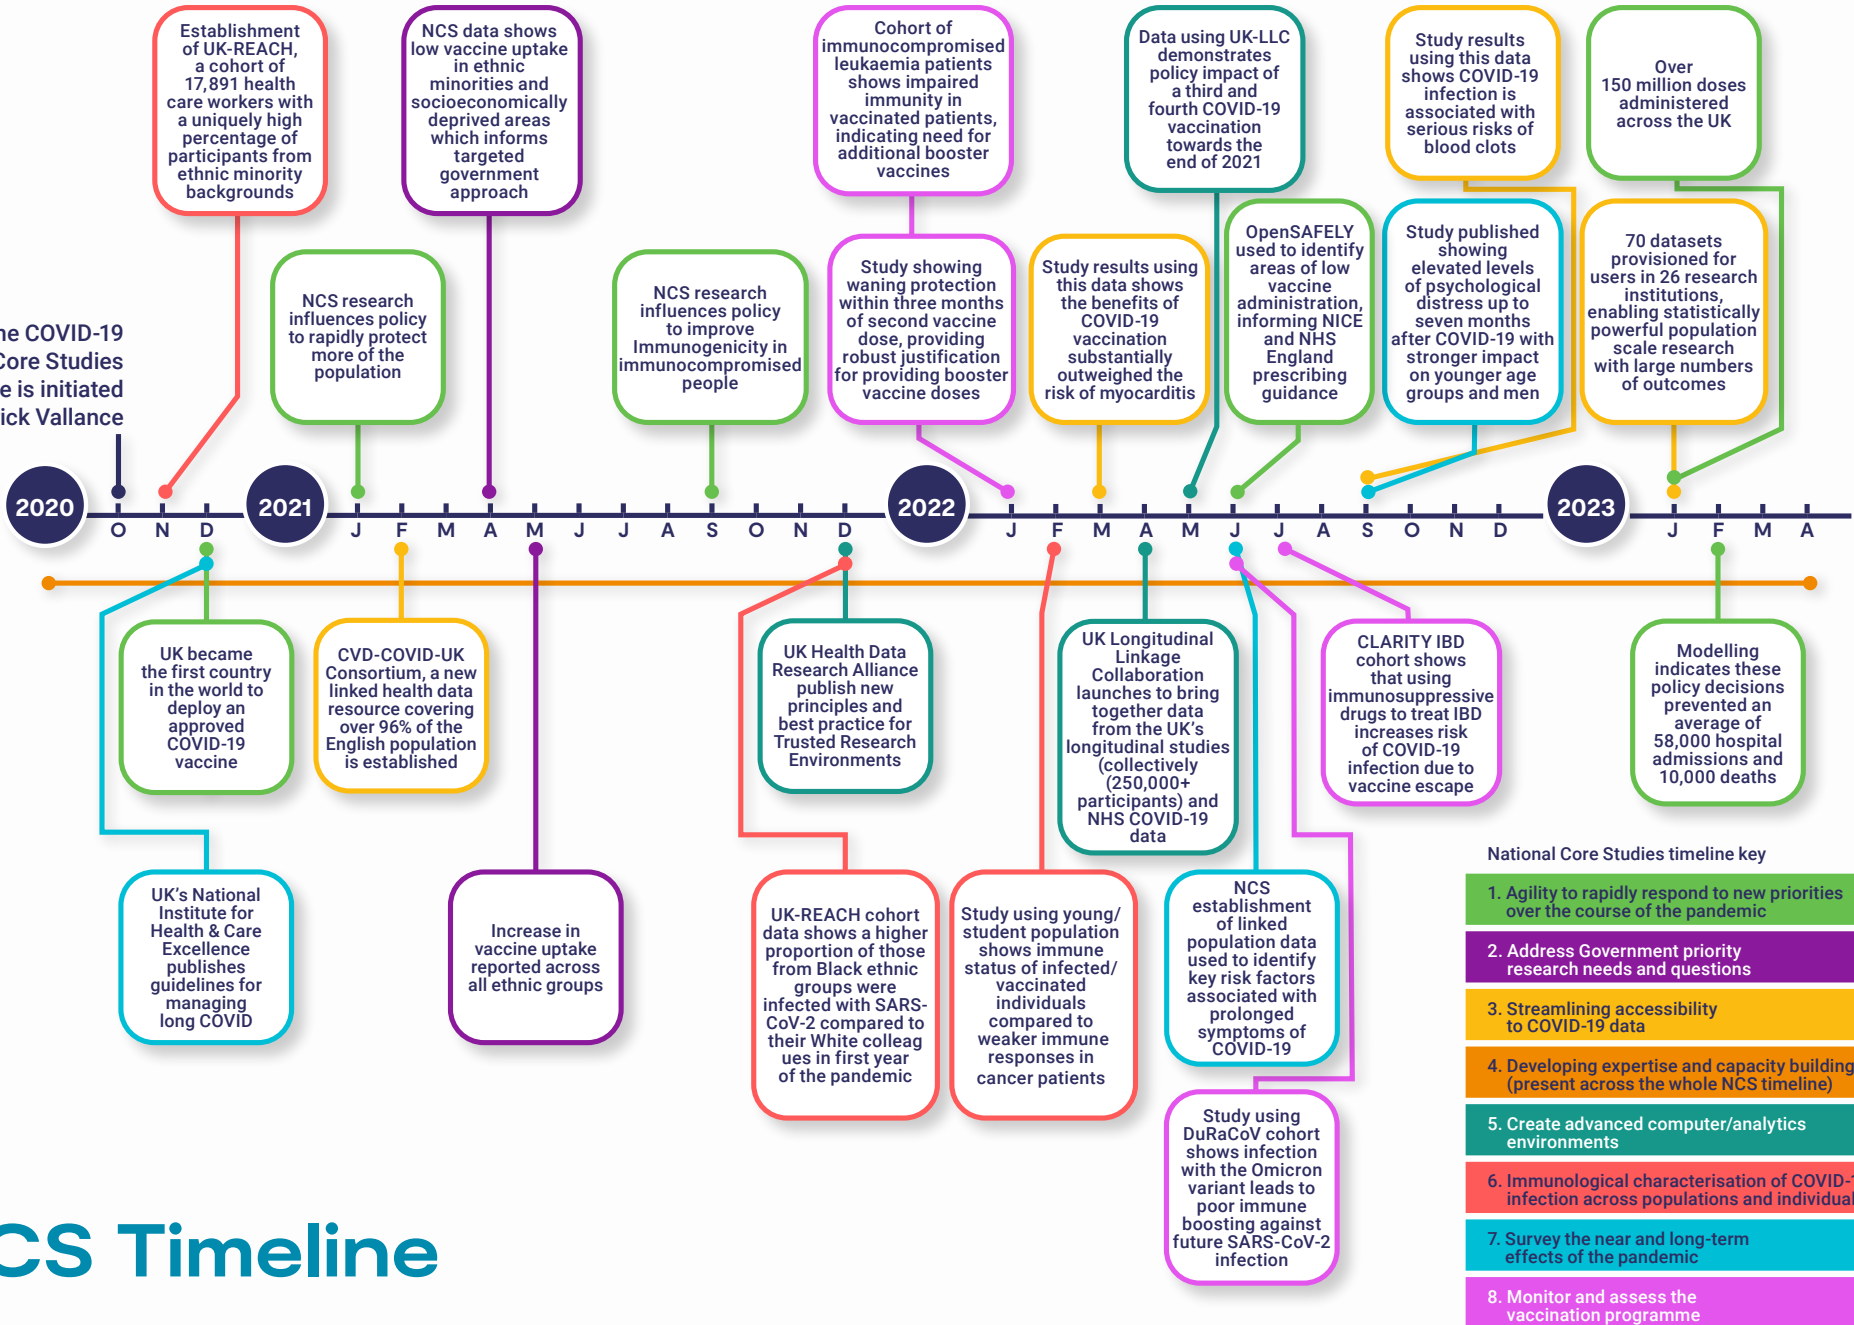 Establishment
of UK-REACH,
a cohort of
17,891 health
care workers with
a uniquely high
percentage of
participants from
ethnic minority
backgrounds
NCS data shows
low vaccine uptake
in ethnic
minorities and
socioeconomically
deprived areas
which informs
targeted
government
approach
Cohort of
immunocompromised
leukaemia patients
shows impaired
immunity in
vaccinated patients,
indicating need for
additional booster
vaccines
Data using UK-LLC
demonstrates
policy impact of
a third and
fourth COVID-19
vaccination
towards the
end of 2021
Study results
using this data
shows COVID-19
infection is
associated with
serious risks of
blood clots
Over
150 million doses
administered
across the UK
NCS research
influences policy
to rapidly protect
more of the
population
NCS research
influences policy
to improve
Immunogenicity in
immunocompromised
people
Study showing
waning protection
within three months
of second vaccine
dose, providing
robust justification
for providing booster
vaccine doses
Study results using
this data shows
the benefits of
COVID-19
vaccination
substantially
outweighed the
risk of myocarditis
OpenSAFELY
used to identify
areas of low
vaccine
administration,
informing NICE
and NHS
England
prescribing
guidance
Study published
showing
elevated levels
of psychological
distress up to
seven months
after COVID-19 with
stronger impact
on younger age
groups and men
70 datasets
provisioned for
users in 26 research
institutions,
enabling statistically
powerful population
scale research
with large numbers
of outcomes
COVID-19
Core Studies
is initiated
Vallance
2020 2021 2022 2023
O N D J F M A M J J A S O N D J F M A M J J A S O N D J F M A
UK became
the first country
in the world to
deploy an
approved
COVID-19
vaccine
CVD-COVID-UK
Consortium, a new
linked health data
resource covering
over 96% of the
English population
is established
UK Health Data
Research Alliance
publish new
principles and
best practice for
Trusted Research
Environments
UK Longitudinal
Linkage
Collaboration
launches to bring
together data
from the UK's
longitudinal studies
(collectively
(250,000+
participants) and
NHS COVID-19
data
CLARITY IBD
cohort shows
that using
immunosuppressive
drugs to treat IBD
increases risk
of COVID-19
infection due to
vaccine escape
Modelling
indicates these
policy decisions
prevented an
average of
58,000 hospital
admissions and
10,000 deaths
UK's National
Institute for
Health & Care
Excellence
publishes
guidelines for
managing
long COVID
Increase in
vaccine uptake
reported across
all ethnic groups
UK-REACH cohort
data shows a higher
proportion of those
from Black ethnic
groups were
infected with SARS-
CoV-2 compared to
their White colleag
ues in first year
of the pandemic
Study using young/
student population
shows immune
status of infected/
vaccinated
individuals
compared to
weaker immune
responses in
cancer patients
NCS
establishment
of linked
population data
used to identify
key risk factors
associated with
prolonged
symptoms of
COVID-19
Study using
DuRaCoV cohort
shows infection
with the Omicron
variant leads to
poor immune
boosting against
future SARS-CoV-2
infection
National Core Studies timeline key
1. Agility to rapidly respond to new priorities
over the course of the pandemic
2. Address Government priority
research needs and questions
3. Streamlining accessibility
to COVID-19 data
4. Developing expertise and capacity building
(present across the whole NCS timeline)
5. Create advanced computer/analytics
environments
6. Immunological characterisation of
infection across populations and
7. Survey the near and long-term
effects of the pandemic
8. Monitor and assess the
vaccination programme
CS Timeline